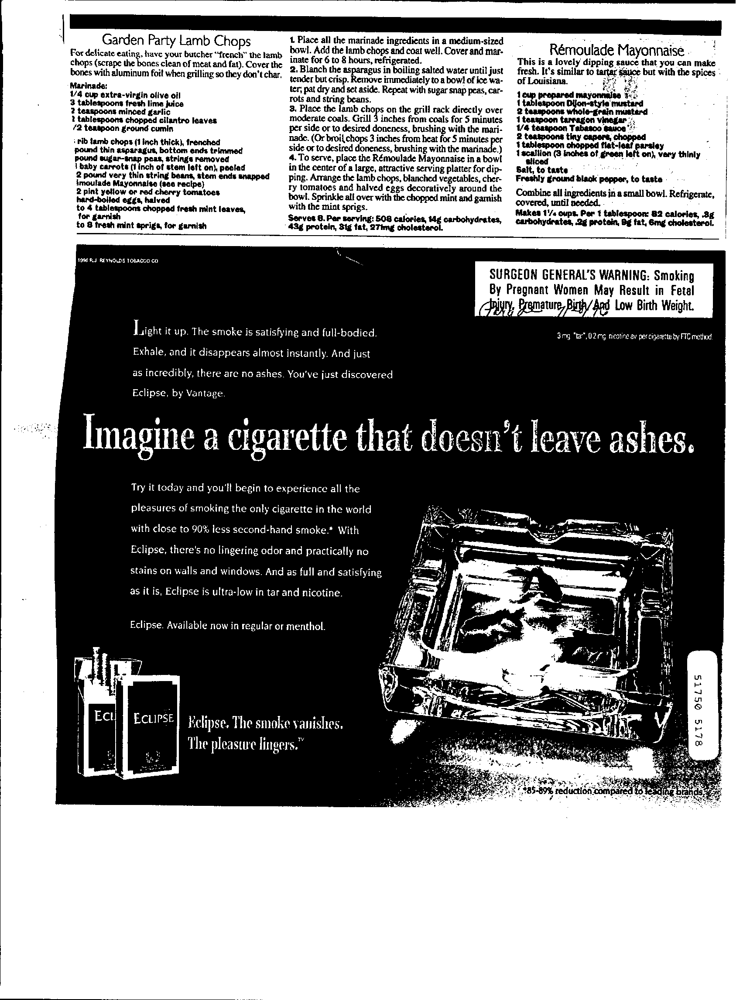 Garden Party Lamb Chops
For delicate eating, have your butcher "french" the lamb
chops (scrape the bones clean of meat and fat). Cover the
bones with aluminum foil when grilling so they don't char.
Marinade:
1/4 cup extra-virgin olive oil
3 tablespoons fresh lime juice
2 teaspoons minced garlic
tablespoons chopped cilantro leaves
/2 teaspoon ground cumin
rib lamb chops (1 inch thick), frenched
pound thin asparagus, bottom ends trimmed
pound sugar-snap peas, strings removed
baby carrots (1 inch of stem left on), peeled
2 pound very thin string beans, stem ends snapped
émoulade Mayonnaise (see recipe)
2 pint yellow or red cherry tomatoes
hard-boiled eggs, halved
to 4 tablespoons chopped fresh mint leaves,
for garnish
to 8 fresh mint sprigs, for garnish
1. Place all the marinade ingredients in a medium-sized
bowl. Add the lamb chops and coat well. Cover and mar-
inate for 6 to 8 hours, refrigerated.
2. Blanch the asparagus in boiling salted water until just
tender but crisp. Remove immediately to a bowl of ice wa-
ter; pat dry and set aside. Repeat with sugar snap peas, car-
rots and string beans.
3. Place the lamb chops on the grill rack directly over
moderate coals. Grill 3 inches from coals for 5 minutes
per side or to desired doneness, brushing with the mari-
nade. (Or broil chops 3 inches from heat for 5 minutes per
side or to desired doneness, brushing with the marinade.)
4. To serve, place the Rémoulade Mayonnaise in a bowl
in the center of a large, attractive serving platter for dip-
ping. Arrange the lamb chops, blanched vegetables, cher-
ry tomatoes and halved eggs decoratively around the
bowl. Sprinkle all over with the chopped mint and garnish
with the mint sprigs.
Serves 8. Per serving: 508 calories, 14g carbohydrates,
43g protein, 31g fat, 271mg cholesterol.
Rémoulade Mayonnaise
This is a lovely dipping sauce that you can make
fresh. It's similar to tartar sauce but with the spices
of Louisiana.
1 cup prepared mayonnaise
1 tablespoon Dijon-style mustard
2 teaspoons whole-grain mustard
1 teaspoon tarragon vinegar
1/4 teaspoon Tabasco sauce
2 teaspoons tiny capers, chopped
1 tablespoon chopped flat-leaf parsley
1 scallion (3 inches of green left on), very thinly
sliced
Salt, to taste
Freshly ground black pepper, to taste
Combine all ingredients in a small bowl. Refrigerate,
covered, until needed.
Makes 1¼ cups. Per 1 tablespoon: 82 calories, .3g
carbohydrates, .2g protein, 9g fat, 6mg cholesterol.
1996 R.J. REYNOLDS TOBACCO CO
SURGEON GENERAL'S WARNING: Smoking
By Pregnant Women May Result in Fetal
Injury, Premature Birth, And Low Birth Weight.
3 mg "tar", 0.2 mg nicotine av per cigarette by FTC method
Light it up. The smoke is satisfying and full-bodied.
Exhale, and it disappears almost instantly. And just
as incredibly, there are no ashes. You've just discovered
Eclipse, by Vantage.
Imagine a cigarette that doesn't leave ashes.
Try it today and you'll begin to experience all the
pleasures of smoking the only cigarette in the world
with close to 90% less second-hand smoke.* With
Eclipse, there's no lingering odor and practically no
stains on walls and windows. And as full and satisfying
as it is, Eclipse is ultra-low in tar and nicotine.
Eclipse. Available now in regular or menthol.
ECL
ECLIPSE
Eclipse. The smoke vanishes.
The pleasure lingers.™
51750 5178
*85-89% reduction compared to leading brands